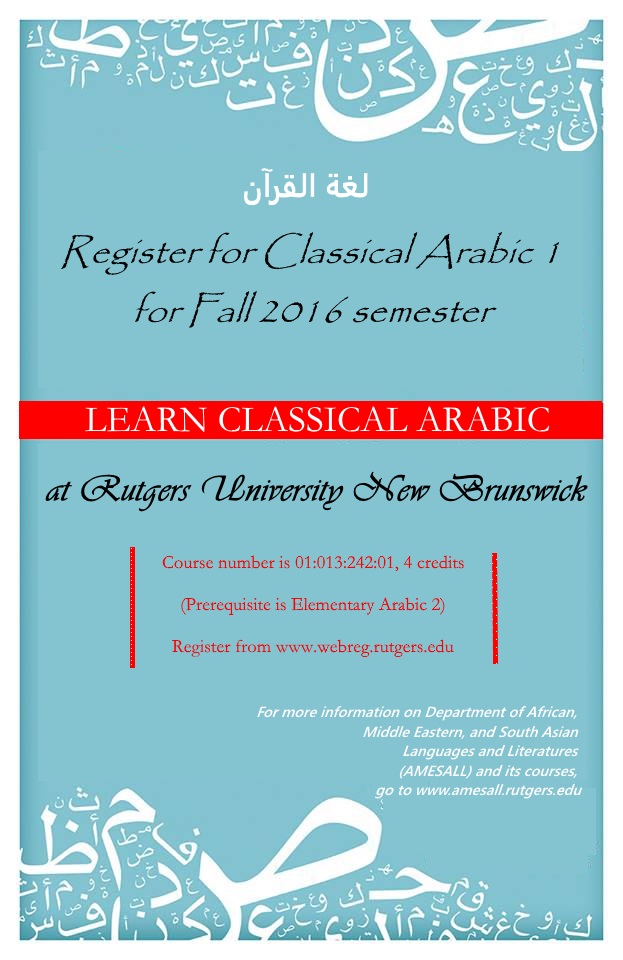 لغة القرآن
Register for Classical Arabic 1
for Fall 2016 semester
LEARN CLASSICAL ARABIC
at Rutgers University New Brunswick
Course number is 01:013:242:01, 4 credits
(Prerequisite is Elementary Arabic 2)
Register from www.webreg.rutgers.edu
For more information on Department of African,
Middle Eastern, and South Asian
Languages and Literatures
(AMESALL) and its courses,
go to www.amesall.rutgers.edu